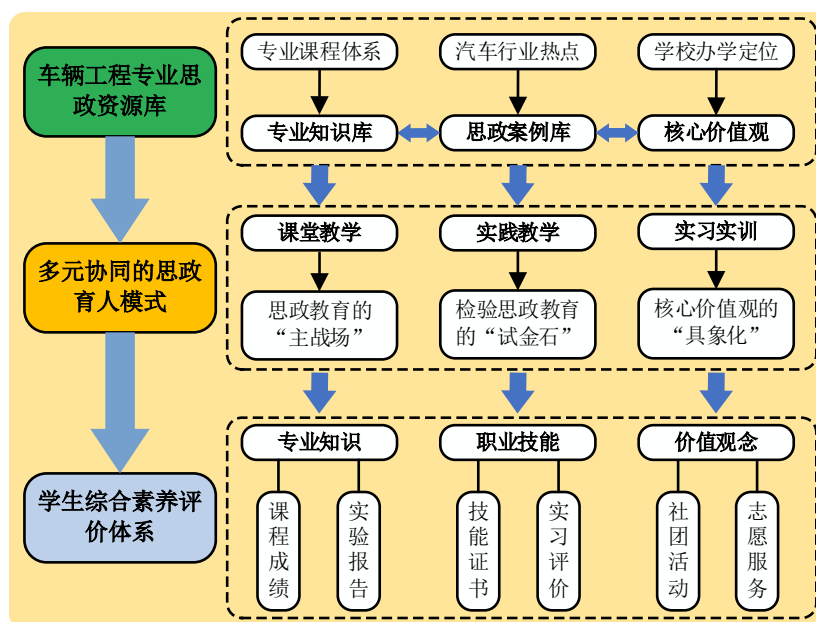 车辆工程专业思
政资源库
专业课程体系
汽车行业热点
学校办学定位
专业知识库
思政案例库
核心价值观
多元协同的思政
育人模式
课堂教学
实践教学
实习实训
思政教育的
“主战场”
检验思政教育
的“试金石”
核心价值观的
“具象化”
学生综合素养评
价体系
专业知识
职业技能
价值观念
课程成绩
实验报告
技能证书
实习评价
社团活动
志愿服务